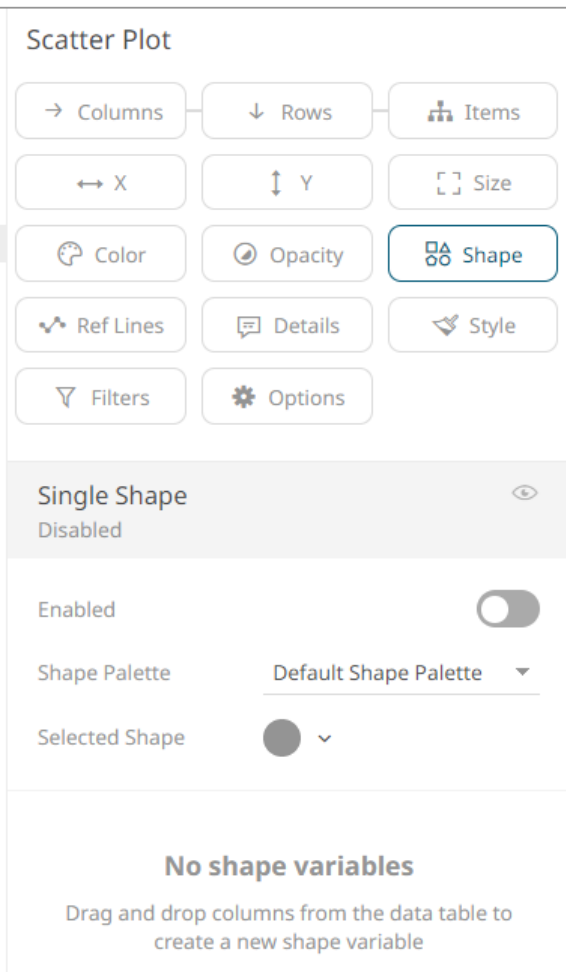 Scatter Plot
Columns Rows Items
X Y Size
Color Opacity Shape
Ref Lines Details Style
Filters Options
Single Shape
Disabled
Enabled
Shape Palette Default Shape Palette
Selected Shape
No shape variables
Drag and drop columns from the data table to
create a new shape variable